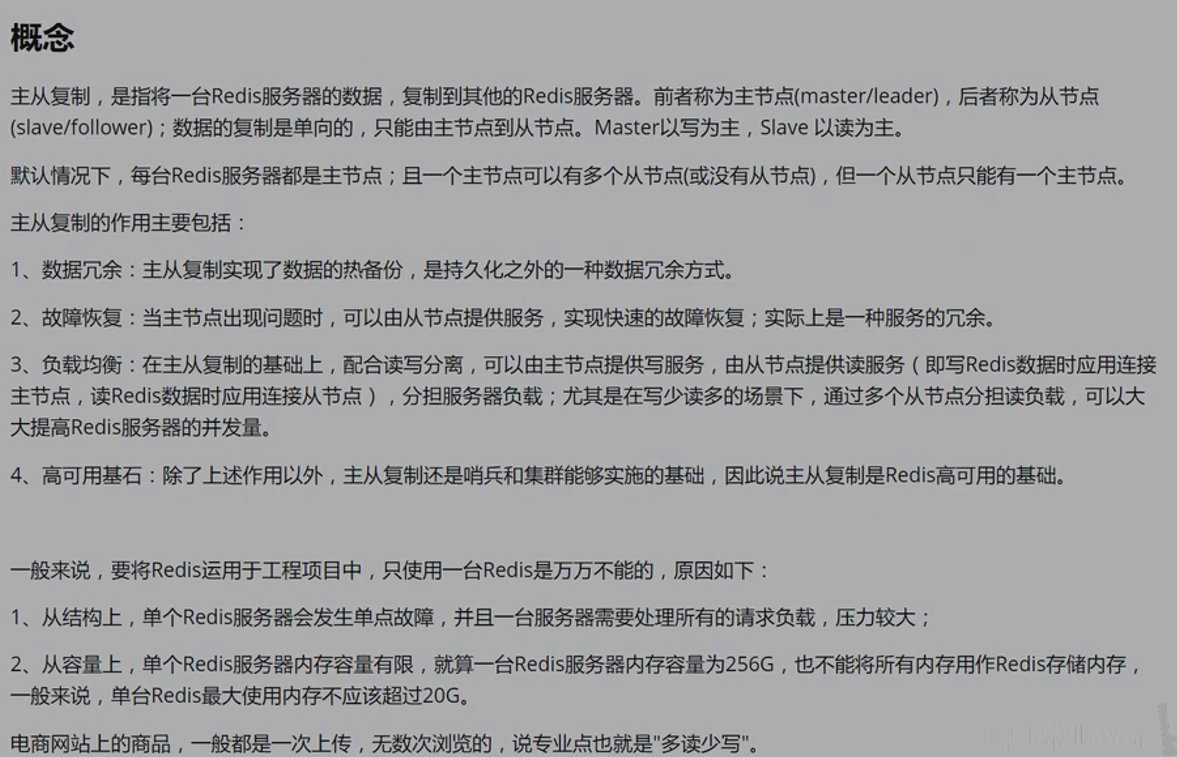 概念
主从复制，是指将一台Redis服务器的数据，复制到其他的Redis服务器。前者称为主节点(master/leader)，后者称为从节点
(slave/follower)；数据的复制是单向的，只能由主节点到从节点。Master以写为主，Slave 以读为主。
默认情况下，每台Redis服务器都是主节点；且一个主节点可以有多个从节点(或没有从节点)，但一个从节点只能有一个主节点。
主从复制的作用主要包括：
1、数据冗余：主从复制实现了数据的热备份，是持久化之外的一种数据冗余方式。
2、故障恢复：当主节点出现问题时，可以由从节点提供服务，实现快速的故障恢复；实际上是一种服务的冗余。
3、负载均衡：在主从复制的基础上，配合读写分离，可以由主节点提供写服务，由从节点提供读服务（即写Redis数据时应用连接
主节点，读Redis数据时应用连接从节点），分担服务器负载；尤其是在写少读多的场景下，通过多个从节点分担读负载，可以大
大提高Redis服务器的并发量。
4、高可用基石：除了上述作用以外，主从复制还是哨兵和集群能够实施的基础，因此说主从复制是Redis高可用的基础。
一般来说，要将Redis运用于工程项目中，只使用一台Redis是万万不能的，原因如下：
1、从结构上，单个Redis服务器会发生单点故障，并且一台服务器需要处理所有的请求负载，压力较大；
2、从容量上，单个Redis服务器内存容量有限，就算一台Redis服务器内存容量为256G，也不能将所有内存用作Redis存储内存，
一般来说，单台Redis最大使用内存不应该超过20G。
电商网站上的商品，一般都是一次上传，无数次浏览的，说专业点也就是"多读少写"。